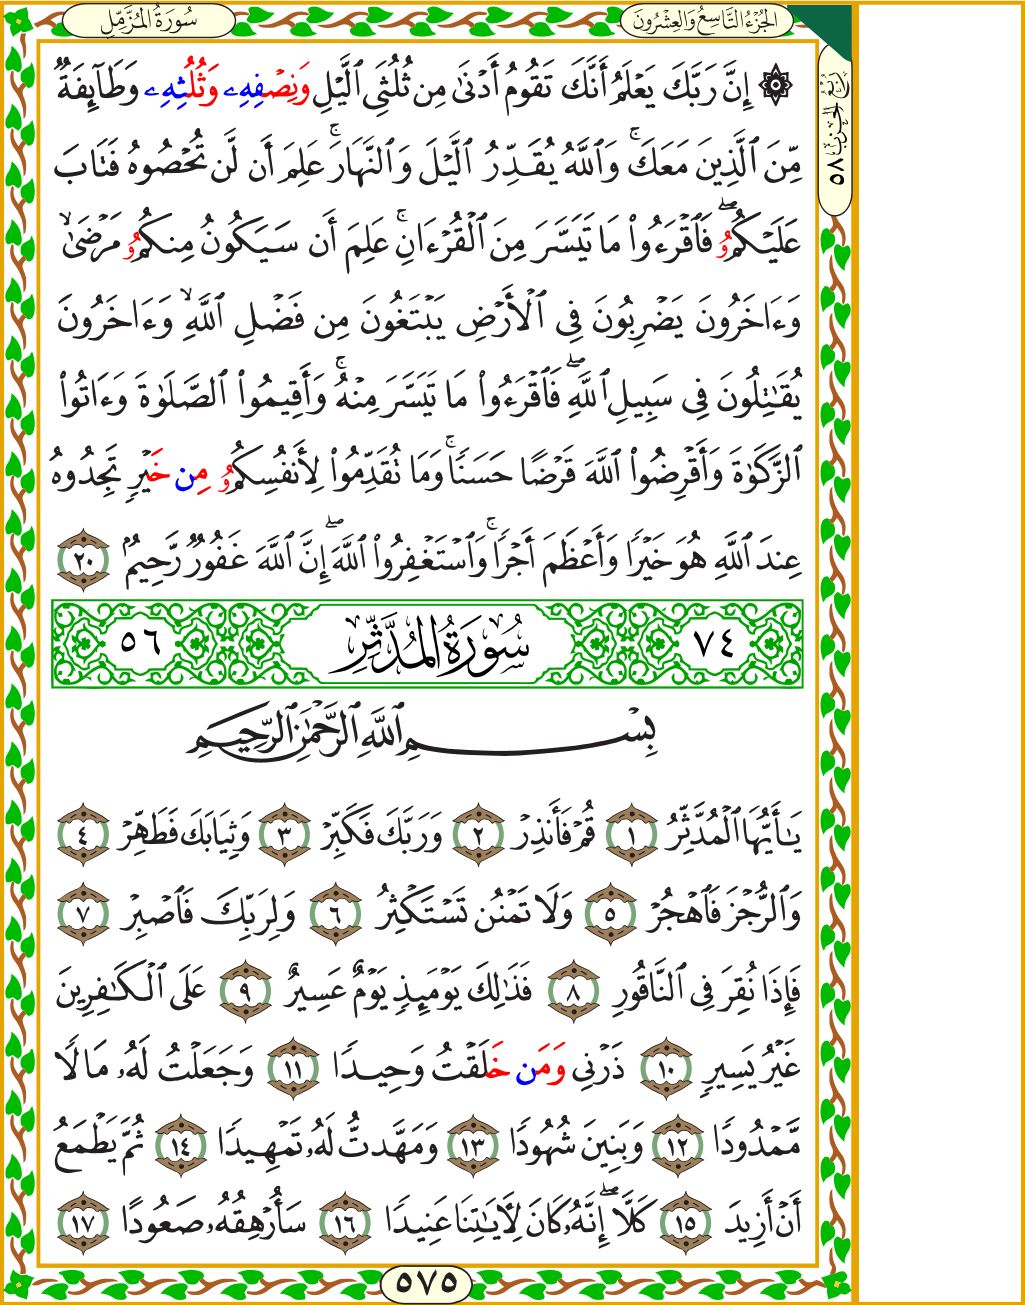 الجُزْءُ التَّاسِعُ وَالعِشْرُونَ
سُورَةُ المُزَّمِّلِ
۞ إِنَّ رَبَّكَ يَعْلَمُ أَنَّكَ تَقُومُ أَدْنَىٰ مِن ثُلُثَيِ ٱلَّيْلِ وَنِصْفِهِۦ وَثُلُثِهِۦ وَطَآئِفَةٌ
مِّنَ ٱلَّذِينَ مَعَكَۚ وَٱللَّهُ يُقَدِّرُ ٱلَّيْلَ وَٱلنَّهَارَۚ عَلِمَ أَن لَّن تُحْصُوهُ فَتَابَ
عَلَيْكُمُۥۖ فَٱقْرَءُوا۟ مَا تَيَسَّرَ مِنَ ٱلْقُرْءَانِۚ عَلِمَ أَن سَيَكُونُ مِنكُمُۥ مَرْضَىٰۙ
وَءَاخَرُونَ يَضْرِبُونَ فِي ٱلْأَرْضِ يَبْتَغُونَ مِن فَضْلِ ٱللَّهِۙ وَءَاخَرُونَ
يُقَـٰتِلُونَ فِي سَبِيلِ ٱللَّهِۖ فَٱقْرَءُوا۟ مَا تَيَسَّرَ مِنْهُۚ وَأَقِيمُوا۟ ٱلصَّلَوٰةَ وَءَاتُوا۟
ٱلزَّكَوٰةَ وَأَقْرِضُوا۟ ٱللَّهَ قَرْضًا حَسَنًاۚ وَمَا تُقَدِّمُوا۟ لِأَنفُسِكُمُۥ مِن خَيْرٍ تَجِدُوهُ
عِندَ ٱللَّهِ هُوَ خَيْرًا وَأَعْظَمَ أَجْرًاۚ وَٱسْتَغْفِرُوا۟ ٱللَّهَۖ إِنَّ ٱللَّهَ غَفُورٌ رَّحِيمٌۢ ٢٠
٧٤ سُورَةُ المُدَّثِّرِ ٥٦
بِسْمِ ٱللَّهِ ٱلرَّحْمَـٰنِ ٱلرَّحِيمِ
يَـٰٓأَيُّهَا ٱلْمُدَّثِّرُ ١ قُمْ فَأَنذِرْ ٢ وَرَبَّكَ فَكَبِّرْ ٣ وَثِيَابَكَ فَطَهِّرْ ٤
وَٱلرُّجْزَ فَٱهْجُرْ ٥ وَلَا تَمْنُن تَسْتَكْثِرُ ٦ وَلِرَبِّكَ فَٱصْبِرْ ٧
فَإِذَا نُقِرَ فِي ٱلنَّاقُورِ ٨ فَذَٰلِكَ يَوْمَئِذٍ يَوْمٌ عَسِيرٌ ٩ عَلَى ٱلْكَـٰفِرِينَ
غَيْرُ يَسِيرٍ ١٠ ذَرْنِي وَمَن خَلَقْتُ وَحِيدًا ١١ وَجَعَلْتُ لَهُۥ مَالًا
مَّمْدُودًا ١٢ وَبَنِينَ شُهُودًا ١٣ وَمَهَّدتُّ لَهُۥ تَمْهِيدًا ١٤ ثُمَّ يَطْمَعُ
أَنْ أَزِيدَ ١٥ كَلَّآۖ إِنَّهُۥ كَانَ لِأَيَـٰتِنَا عَنِيدًا ١٦ سَأُرْهِقُهُۥ صَعُودًا ١٧
٥٧٥
رُبْعُ الحِزْبِ ٥٨